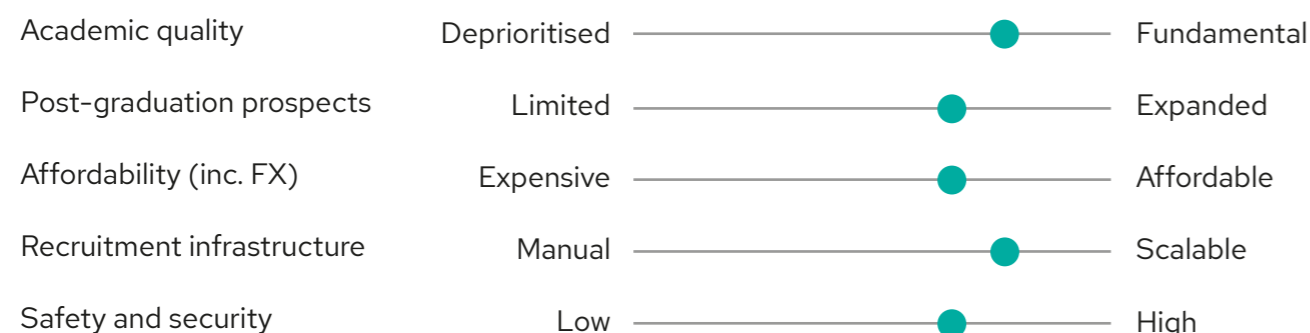 Academic quality Deprioritised Fundamental
Post-graduation prospects Limited Expanded
Affordability (inc. FX) Expensive Affordable
Recruitment infrastructure Manual Scalable
Safety and security Low High